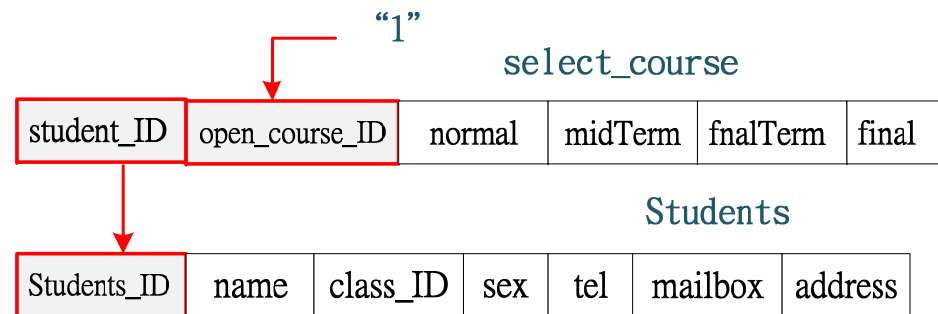 “1”
select_course
student_ID open_course_ID normal midTerm fnalTerm final
Students
Students_ID name class_ID sex tel mailbox address